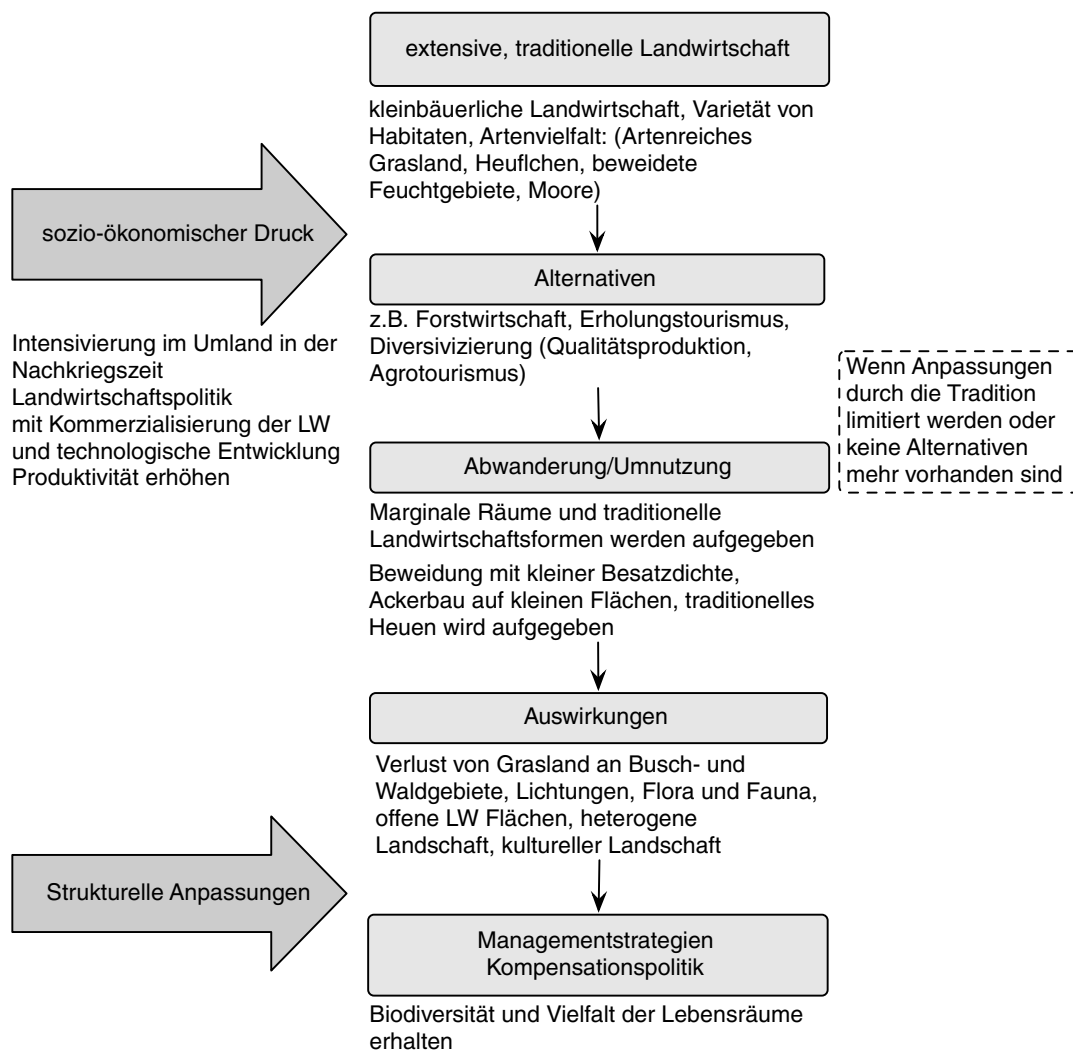 extensive, traditionelle Landwirtschaft
kleinbäuerliche Landwirtschaft, Varietät von
Habitaten, Artenvielfalt: (Artenreiches
Grasland, Heuflchen, beweidete
Feuchtgebiete, Moore)
sozio-ökonomischer Druck
Intensivierung im Umland in der
Nachkriegszeit
Landwirtschaftspolitik
mit Kommerzialisierung der LW
und technologische Entwicklung
Produktivität erhöhen
Alternativen
z.B. Forstwirtschaft, Erholungstourismus,
Diversivizierung (Qualitätsproduktion,
Agrotourismus)
Wenn Anpassungen
durch die Tradition
limitiert werden oder
keine Alternativen
mehr vorhanden sind
Abwanderung/Umnutzung
Marginale Räume und traditionelle
Landwirtschaftsformen werden aufgegeben
Beweidung mit kleiner Besatzdichte,
Ackerbau auf kleinen Flächen, traditionelles
Heuen wird aufgegeben
Auswirkungen
Verlust von Grasland an Busch- und
Waldgebiete, Lichtungen, Flora und Fauna,
offene LW Flächen, heterogene
Landschaft, kultureller Landschaft
Strukturelle Anpassungen
Managementstrategien
Kompensationspolitik
Biodiversität und Vielfalt der Lebensräume
erhalten